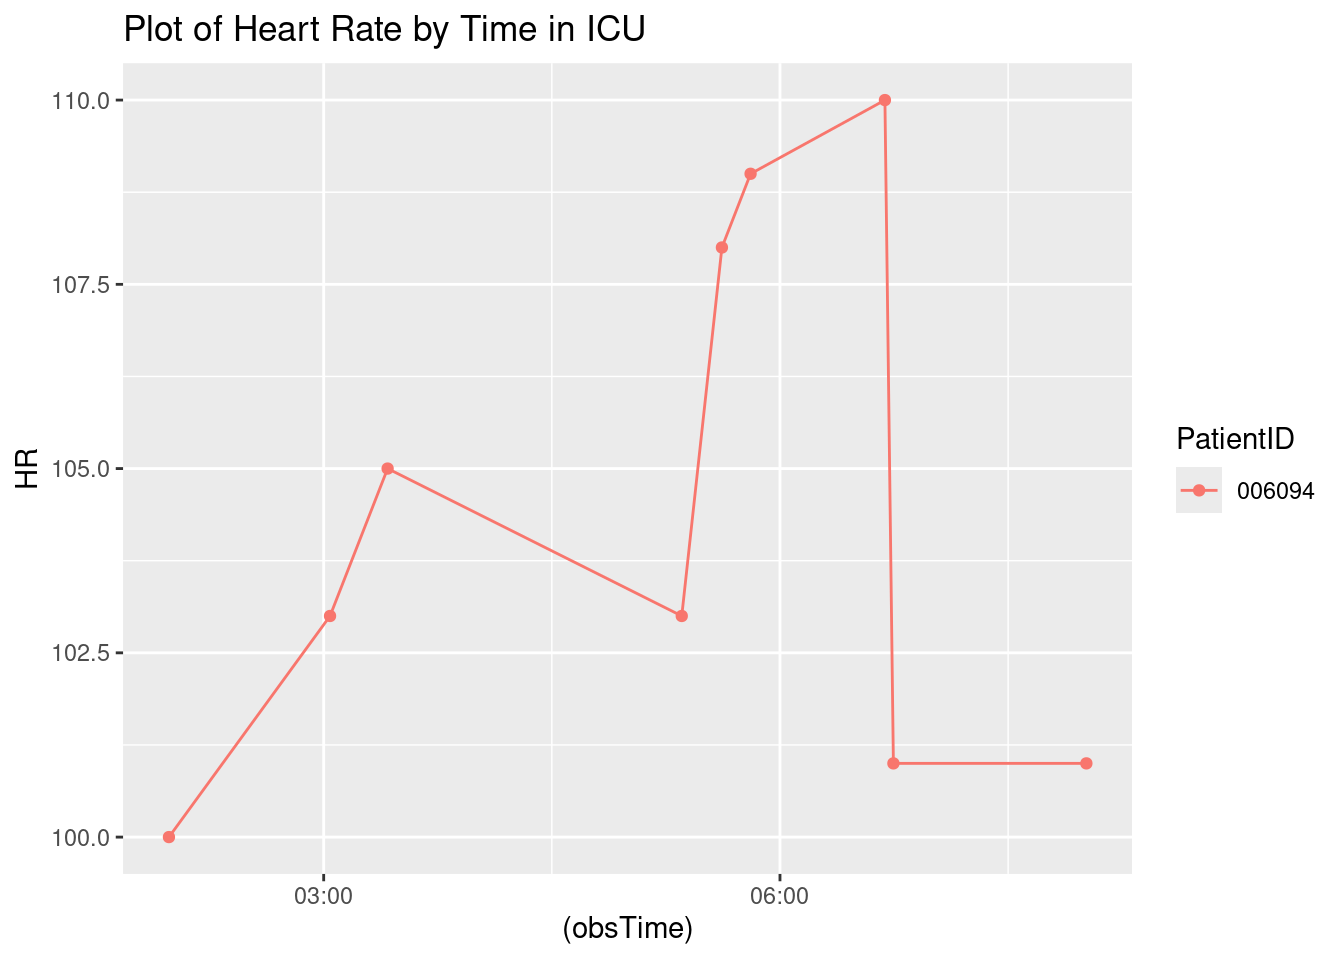 Plot of Heart Rate by Time in ICU
110.0
107.5
105.0
102.5
100.0
HR
03:00
06:00
(obsTime)
PatientID
006094